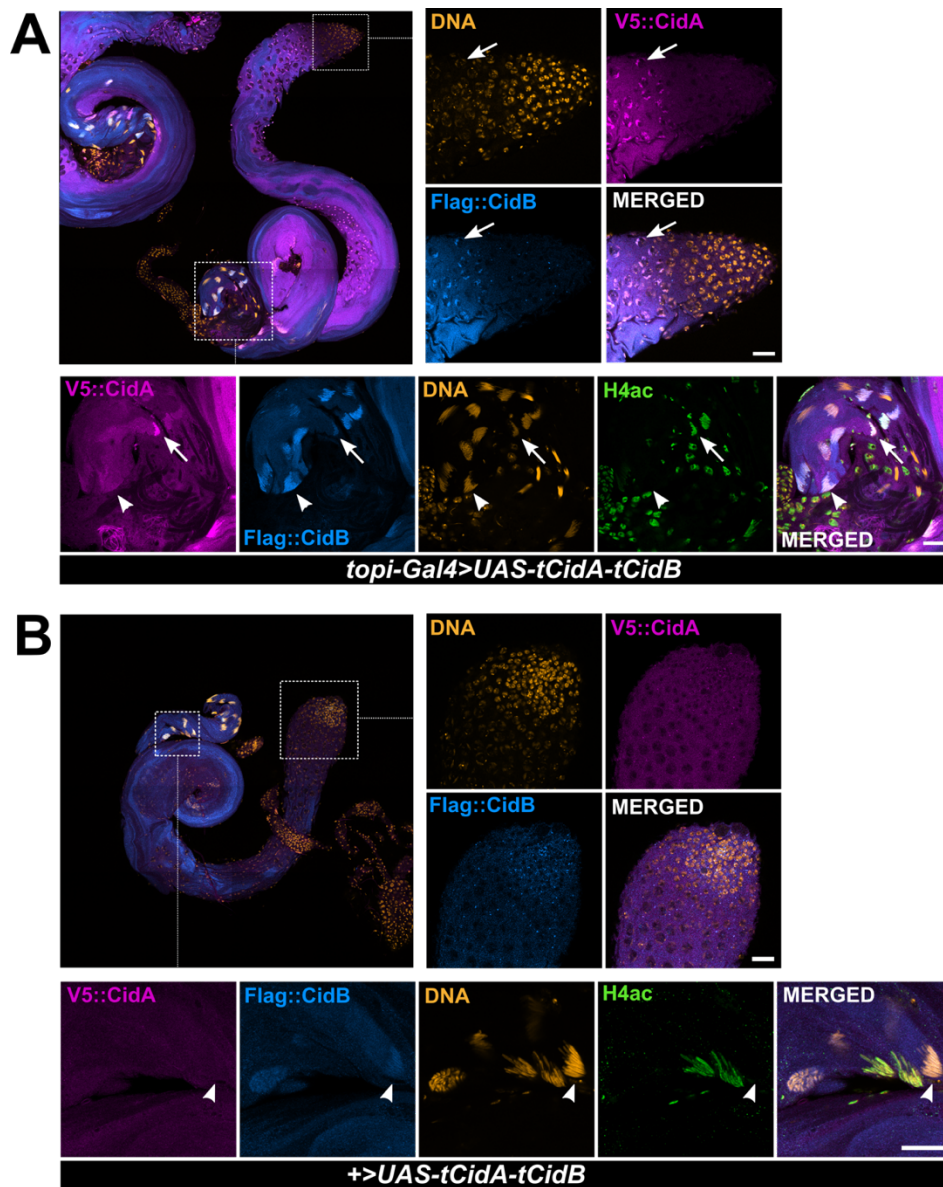 A
DNA
V5::CidA
Flag::CidB
MERGED
V5::CidA
Flag::CidB
DNA
H4ac
MERGED
topi-Gal4>UAS-tCidA-tCidB
B
DNA
V5::CidA
Flag::CidB
MERGED
V5::CidA
Flag::CidB
DNA
H4ac
MERGED
+>UAS-tCidA-tCidB